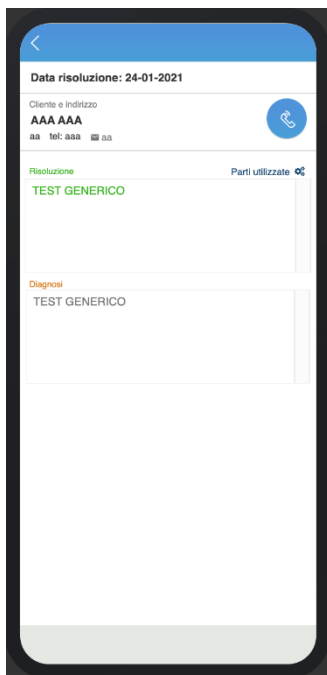 Data risoluzione: 24-01-2021
Cliente e indirizzo
AAA AAA
aa tel: aaa aa
Risoluzione Parti utilizzate
TEST GENERICO
Diagnosi
TEST GENERICO